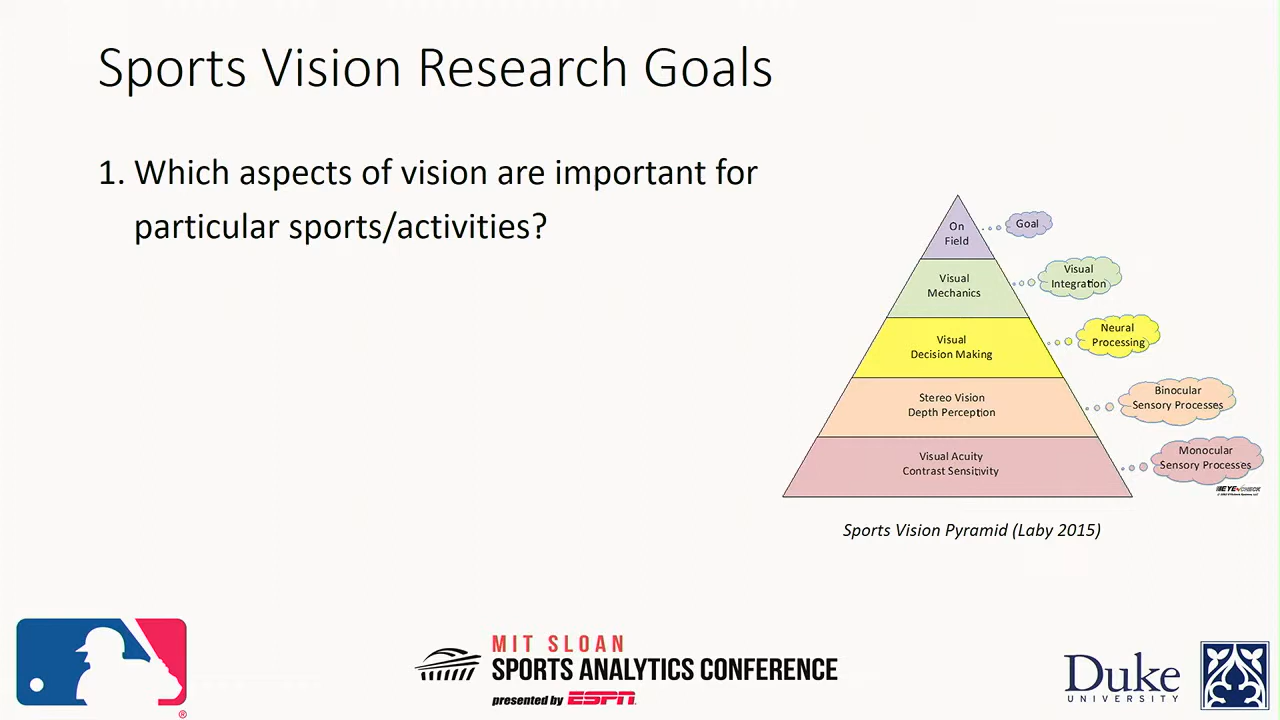 Sports Vision Research Goals
1. Which aspects of vision are important for
particular sports/activities?
On
Field
Goal
Visual
Mechanics
Visual
Integration
Visual
Decision Making
Neural
Processing
Stereo Vision
Depth Perception
Binocular
Sensory Processes
Visual Acuity
Contrast Sensitivity
Monocular
Sensory Processes
Sports Vision Pyramid (Laby 2015)
MIT SLOAN
SPORTS ANALYTICS CONFERENCE
presented by ESPN
Duke
UNIVERSITY
®